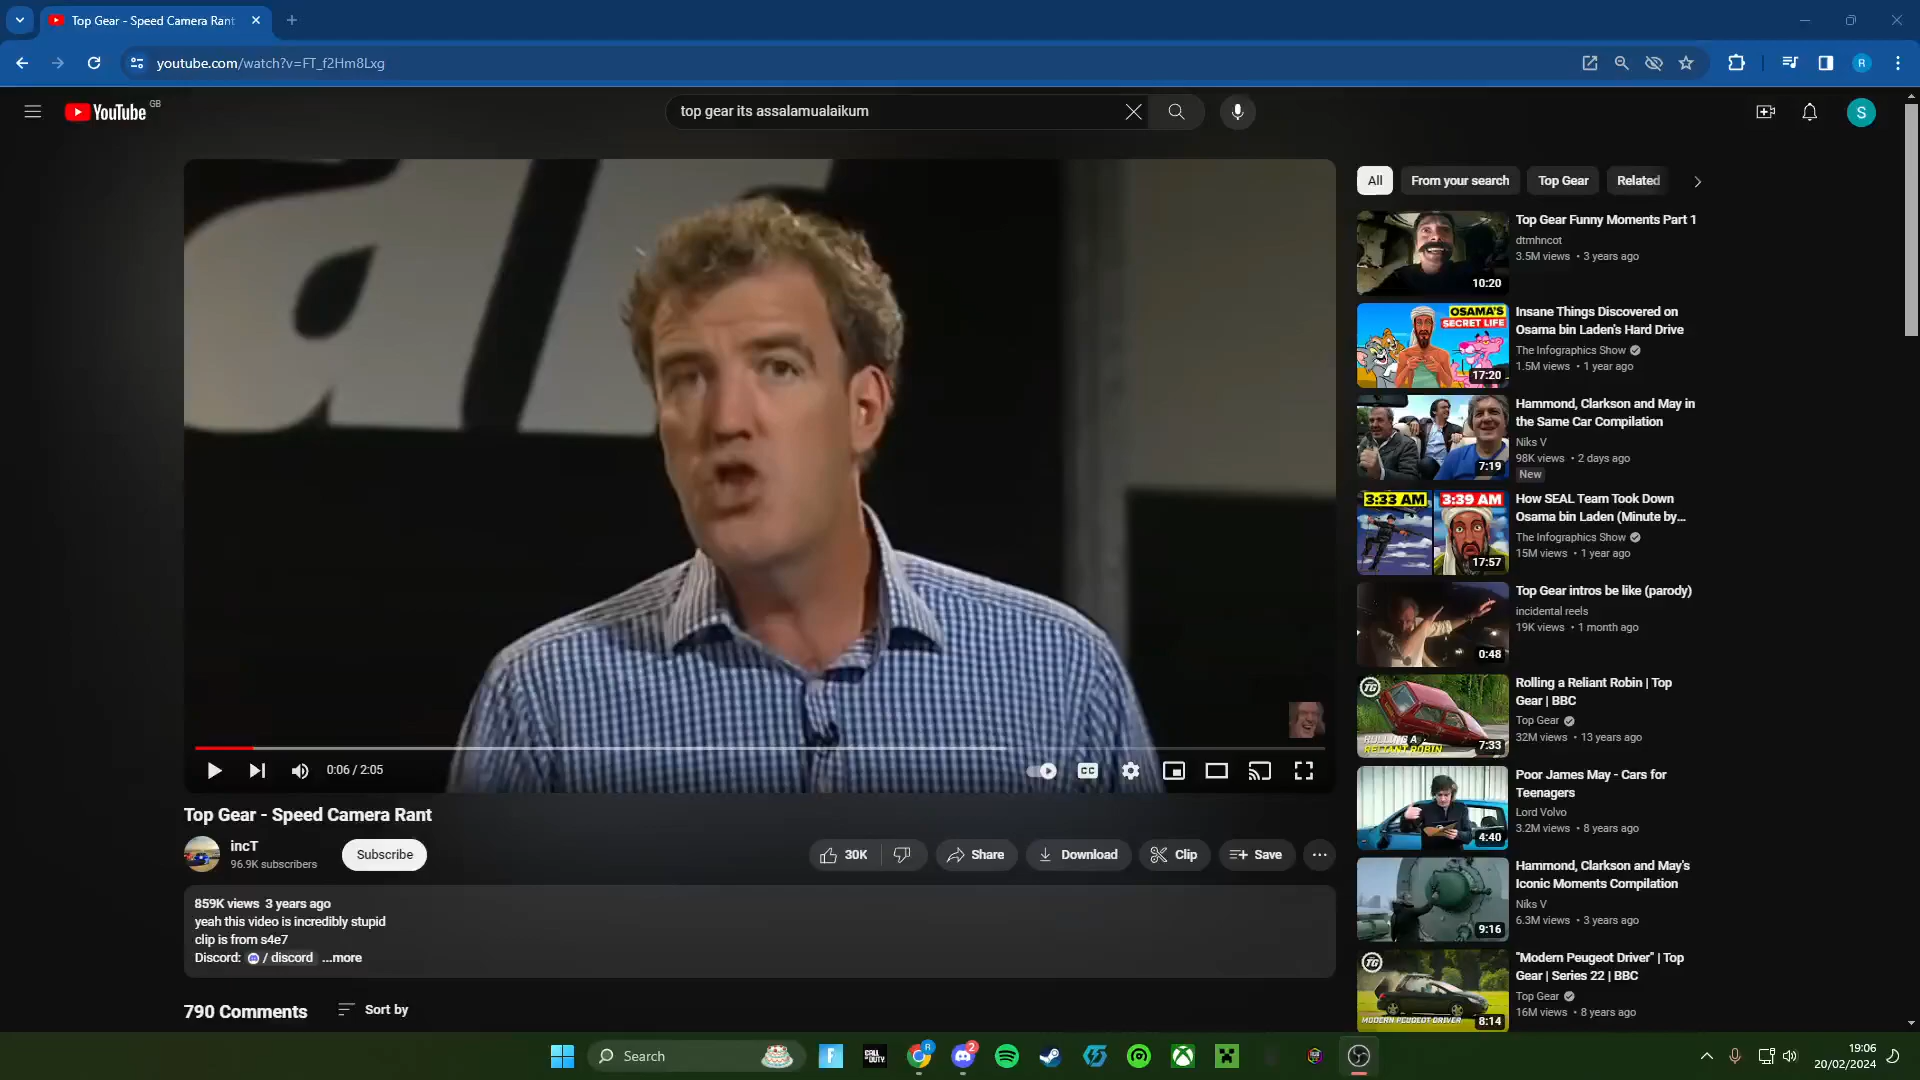 Top Gear - Speed Camera Rant
youtube.com/watch?v=FT_f2Hm8Lxg
R
YouTube GB
top gear its assalamualaikum
S
All
From your search
Top Gear
Related
Top Gear Funny Moments Part 1
dtmhncot
3.5M views • 3 years ago
10:20
OSAMA'S
SECRET LIFE
17:20
Insane Things Discovered on
Osama bin Laden's Hard Drive
The Infographics Show
1.5M views • 1 year ago
7:19
Hammond, Clarkson and May in
the Same Car Compilation
Niks V
98K views • 2 days ago
New
3:33 AM
3:39 AM
17:57
How SEAL Team Took Down
Osama bin Laden (Minute by...
The Infographics Show
15M views • 1 year ago
0:48
Top Gear intros be like (parody)
incidental reels
19K views • 1 month ago
TG
ROLLING A
RELIANT ROBIN
7:33
Rolling a Reliant Robin | Top
Gear | BBC
Top Gear
32M views • 13 years ago
4:40
Poor James May - Cars for
Teenagers
Lord Volvo
3.2M views • 8 years ago
9:16
Hammond, Clarkson and May's
Iconic Moments Compilation
Niks V
6.3M views • 3 years ago
TG
MODERN PEUGEOT DRIVER
8:14
"Modern Peugeot Driver" | Top
Gear | Series 22 | BBC
Top Gear
16M views • 8 years ago
0:06 / 2:05
CC
Top Gear - Speed Camera Rant
incT
96.9K subscribers
Subscribe
30K
Share
Download
Clip
Save
859K views 3 years ago
yeah this video is incredibly stupid
clip is from s4e7
Discord: / discord ...more
790 Comments
Sort by
Search
F
CALL OF DUTY
R
2
19:06
20/02/2024